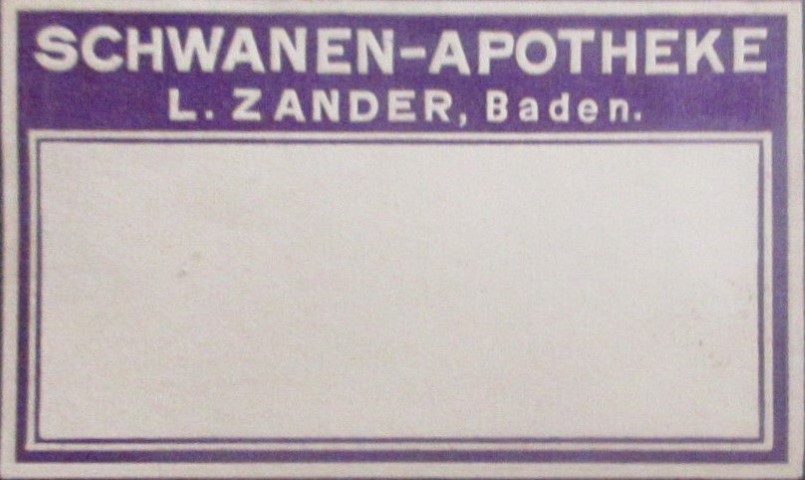 SCHWANEN-APOTHEKE
L. ZANDER, Baden.